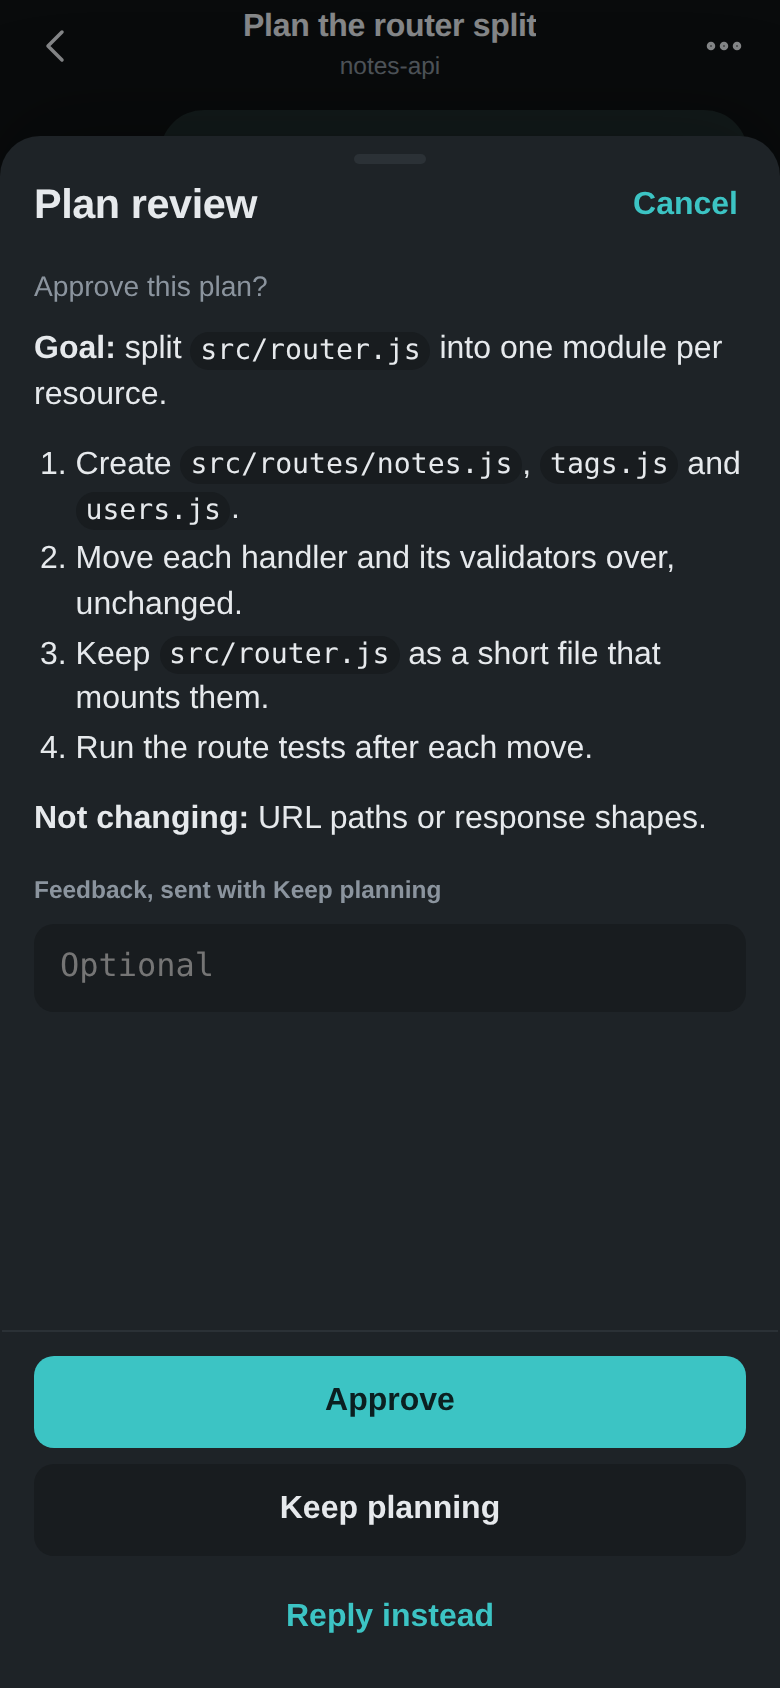 Plan the router split
notes-api
Plan review
Cancel
Approve this plan?
Goal: split src/router.js into one module per
resource.
1. Create src/routes/notes.js, tags.js and
users.js.
2. Move each handler and its validators over,
unchanged.
3. Keep src/router.js as a short file that
mounts them.
4. Run the route tests after each move.
Not changing: URL paths or response shapes.
Feedback, sent with Keep planning
Optional
Approve
Keep planning
Reply instead